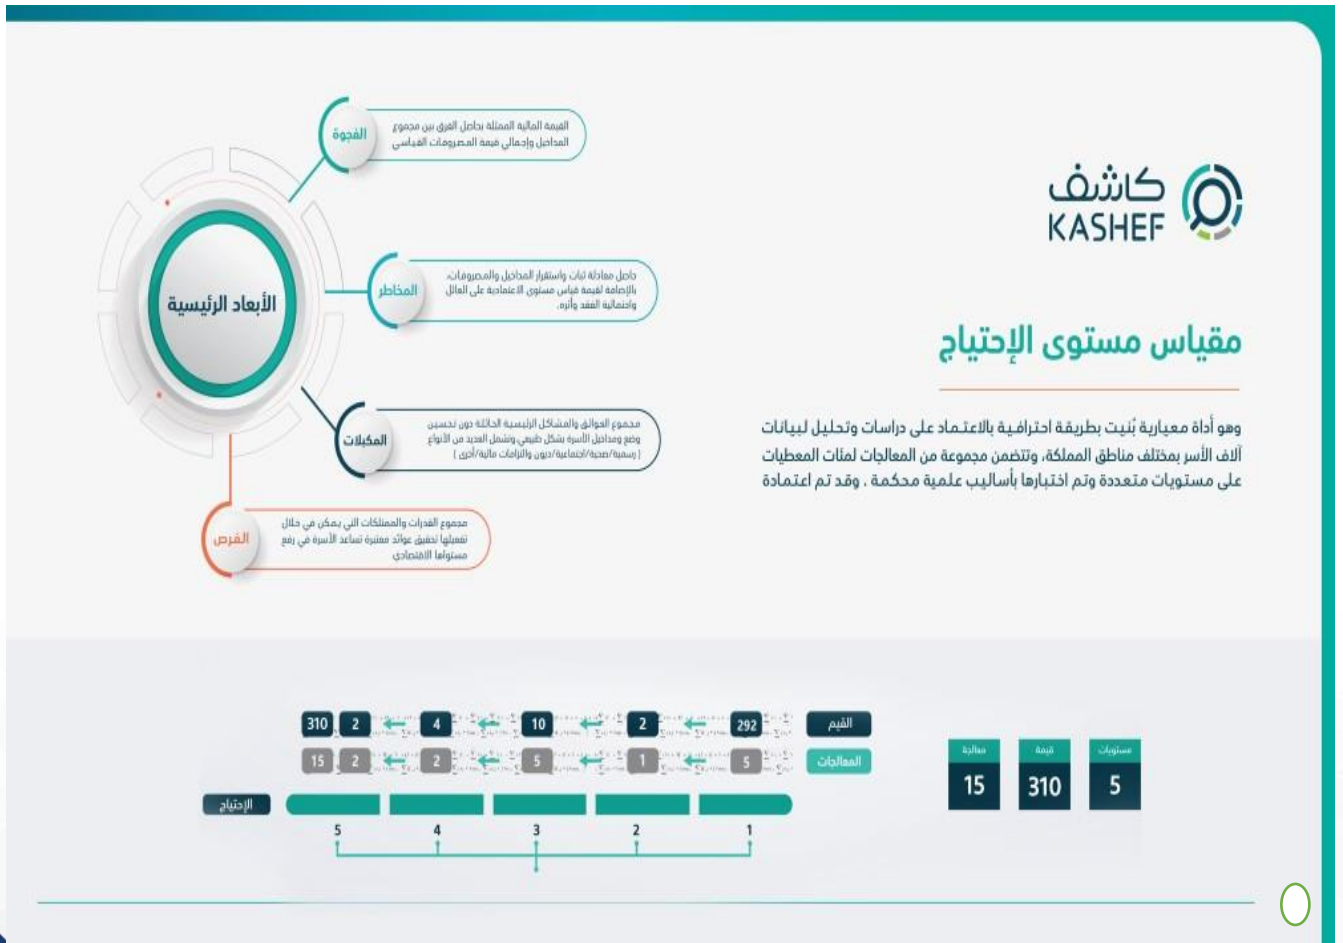 كاشف
KASHEF
مقياس مستوى الإحتياج
وهو أداة معيارية بُنيت بطريقة احترافية بالاعتماد على دراسات وتحليل لبيانات
آلاف الأسر بمختلف مناطق المملكة، وتتضمن مجموعة من المعالجات لمئات المعطيات
على مستويات متعددة وتم اختبارها بأساليب علمية محكمة . وقد تم اعتمادة
الأبعاد الرئيسية
الفجوة
القيمة المالية الممثلة بحاصل الفرق بين مجموع
المداخيل وإجمالي قيمة المصروفات القياسي
المخاطر
حاصل معادلة ثبات واستقرار المداخيل والمصروفات،
بالإضافة لقيمة قياس مستوى الاعتمادية على العائل
واحتمالية الفقد وأثره.
المكبلات
مجموع العوائق والمشاكل الرئيسية الحائلة دون تحسين
وضع ومداخيل الأسرة بشكل طبيعي.وتشمل العديد من الأنواع
( رسمية/صحية/اجتماعية/ديون والتزامات مالية/أخرى )
الفرص
مجموع القدرات والممتلكات التي يمكن في خلال
تفعيلها تحقيق عوائد معتبرة تساعد الأسرة في رفع
مستواها الاقتصادي
مستويات قيمة معالجة
5 310 15
القيم 292 2 10 4 2 310
المعالجات 5 1 5 2 2 15
الإحتياج
1 2 3 4 5